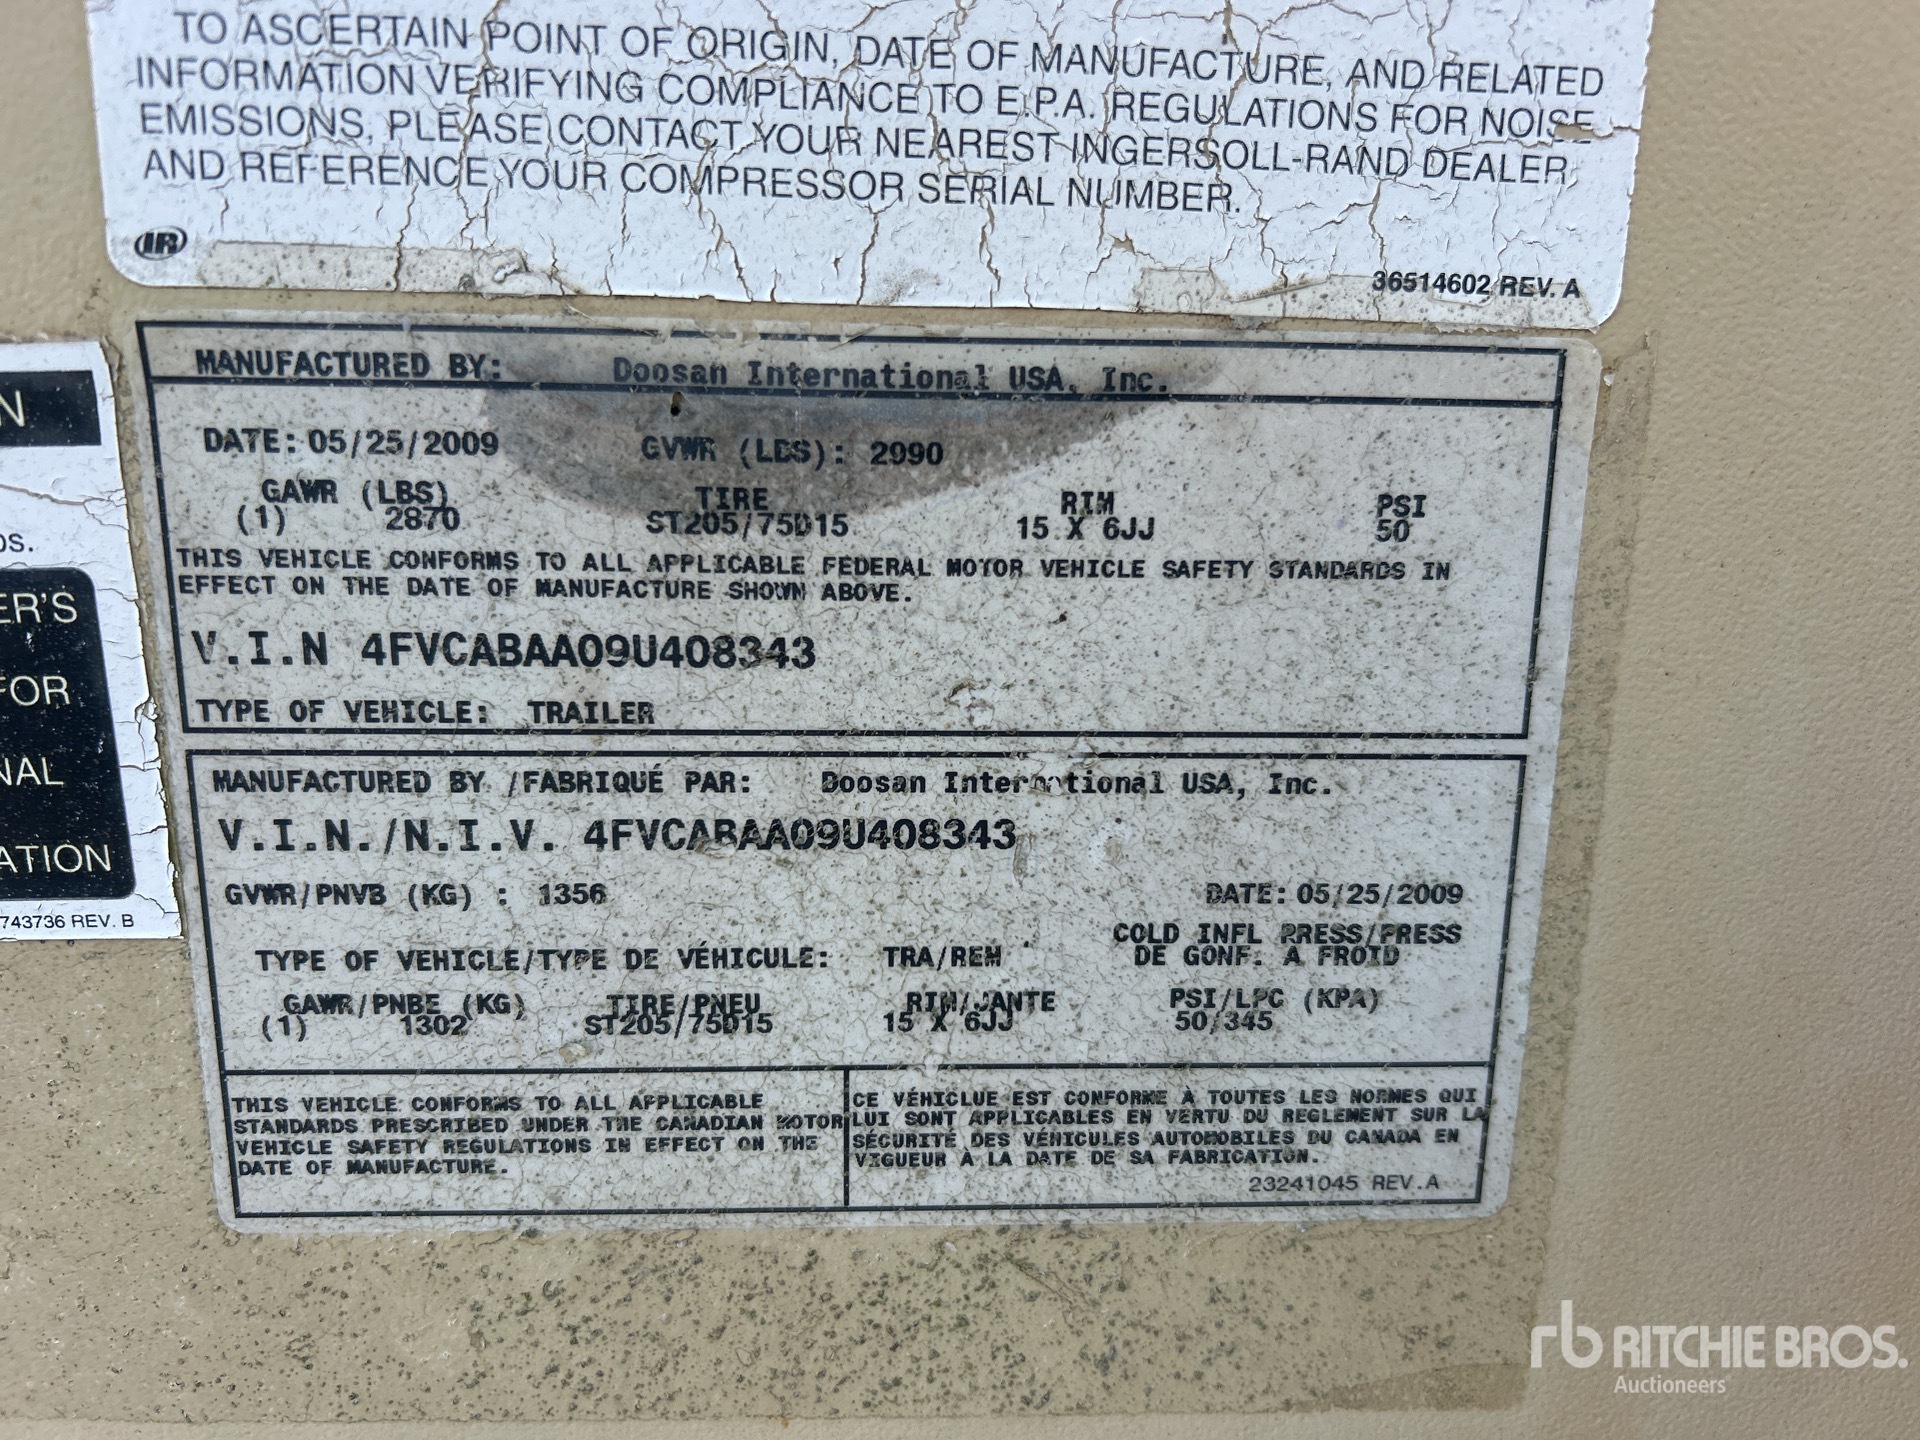 TO ASCERTAIN POINT OF ORIGIN, DATE OF MANUFACTURE, AND RELATED
INFORMATION VERIFYING COMPLIANCE TO E.P.A. REGULATIONS FOR NOISE
EMISSIONS, PLEASE CONTACT YOUR NEAREST INGERSOLL-RAND DEALER
AND REFERENCE YOUR COMPRESSOR SERIAL NUMBER.
IR
36514602 REV. A
N
OS.
ER'S
FOR
NAL
ATION
743736 REV. B
MANUFACTURED BY: Doosan International USA, Inc.
DATE: 05/25/2009 GVWR (LBS): 2990
GAWR (LBS) TIRE RIM PSI
(1) 2870 ST205/75D15 15 X 6JJ 50
THIS VEHICLE CONFORMS TO ALL APPLICABLE FEDERAL MOTOR VEHICLE SAFETY STANDARDS IN
EFFECT ON THE DATE OF MANUFACTURE SHOWN ABOVE.
V.I.N 4FVCABAA09U408343
TYPE OF VEHICLE: TRAILER
MANUFACTURED BY /FABRIQUÉ PAR: Doosan International USA, Inc.
V.I.N./N.I.V. 4FVCABAA09U408343
GVWR/PNVB (KG) : 1356 DATE: 05/25/2009
COLD INFL PRESS/PRESS
TYPE OF VEHICLE/TYPE DE VÉHICULE: TRA/REM DE GONF. A FROID
GAWR/PNBE (KG) TIRE/PNEU RIM/JANTE PSI/LPC (KPA)
(1) 1302 ST205/75D15 15 X 6JJ 50/345
THIS VEHICLE CONFORMS TO ALL APPLICABLE
STANDARDS PRESCRIBED UNDER THE CANADIAN MOTOR
VEHICLE SAFETY REGULATIONS IN EFFECT ON THE
DATE OF MANUFACTURE.
CE VÉHICLUE EST CONFORME À TOUTES LES NORMES QUI
LUI SONT APPLICABLES EN VERTU DU REGLEMENT SUR LA
SÉCURITÉ DES VÉHICULES AUTOMOBILES DU CANADA EN
VIGUEUR À LA DATE DE SA FABRICATION.
23241045 REV.A
rb RITCHIE BROS.
Auctioneers